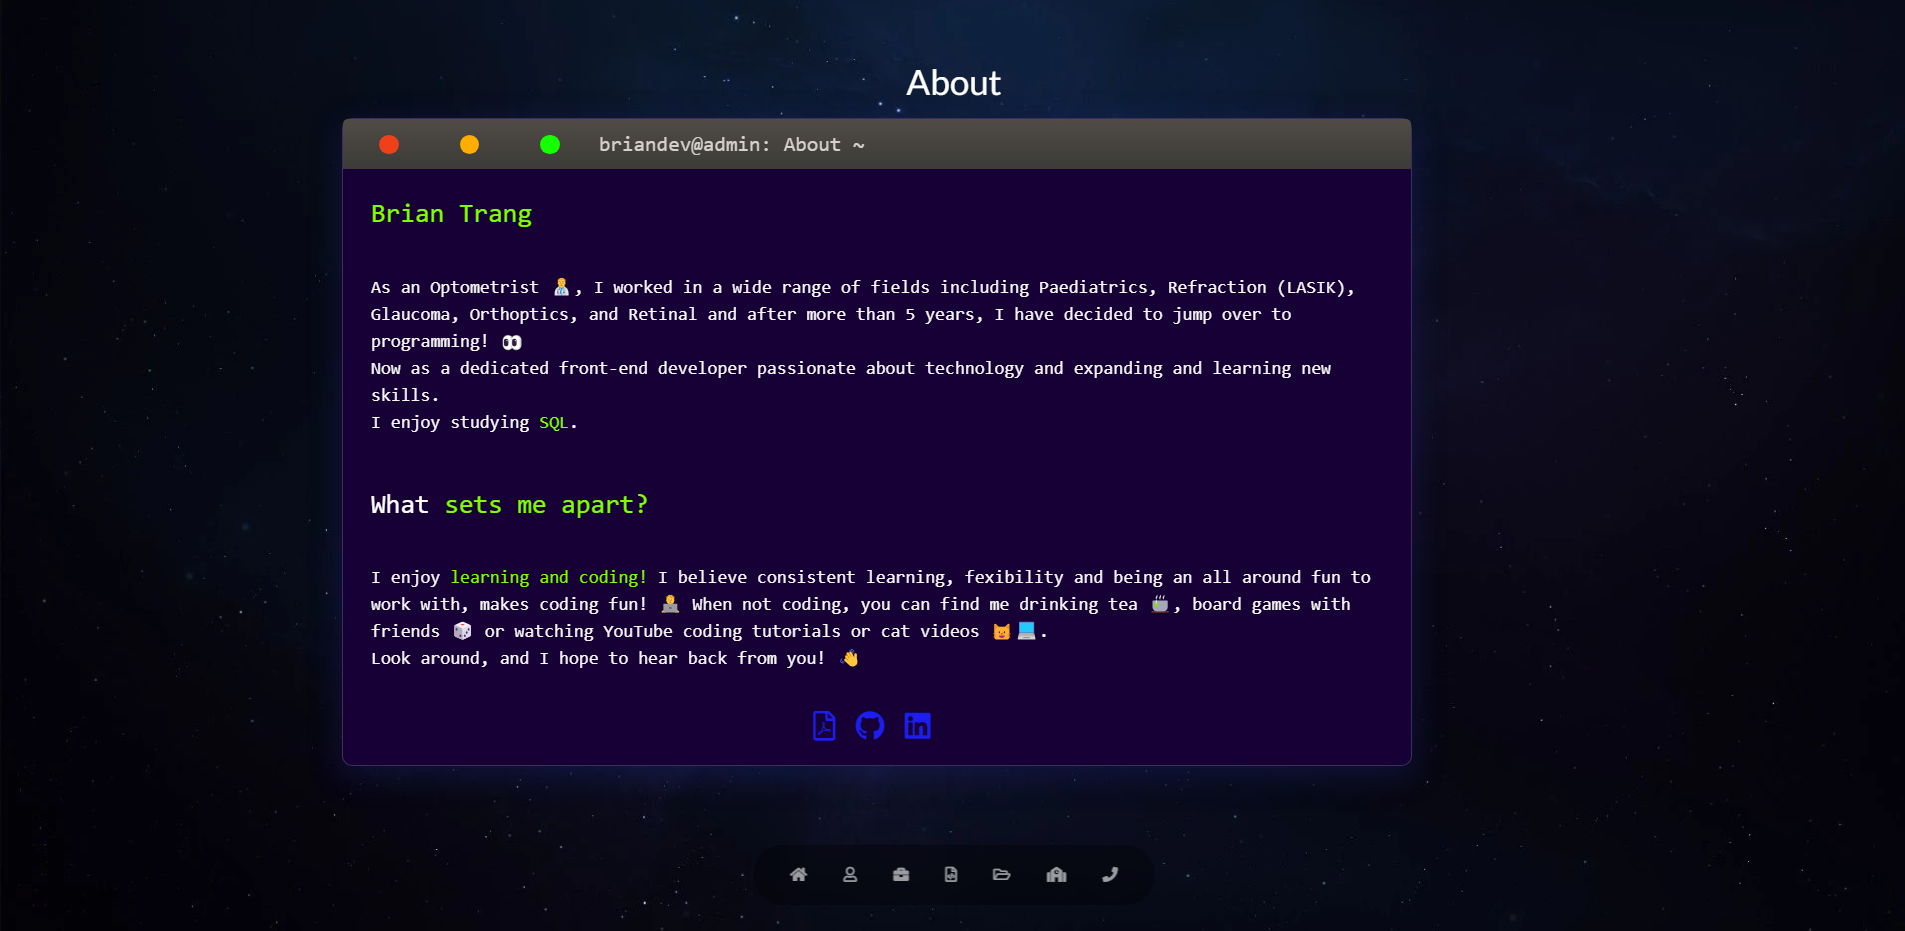 About
briandev@admin: About ~
Brian Trang
As an Optometrist 👨‍⚕️, I worked in a wide range of fields including Paediatrics, Refraction (LASIK),
Glaucoma, Orthoptics, and Retinal and after more than 5 years, I have decided to jump over to
programming! 👀
Now as a dedicated front-end developer passionate about technology and expanding and learning new
skills.
I enjoy studying SQL.
What sets me apart?
I enjoy learning and coding! I believe consistent learning, fexibility and being an all around fun to
work with, makes coding fun! 👨‍💻 When not coding, you can find me drinking tea 🍵, board games with
friends 🎲 or watching YouTube coding tutorials or cat videos 🐱💻.
Look around, and I hope to hear back from you! 👋
in